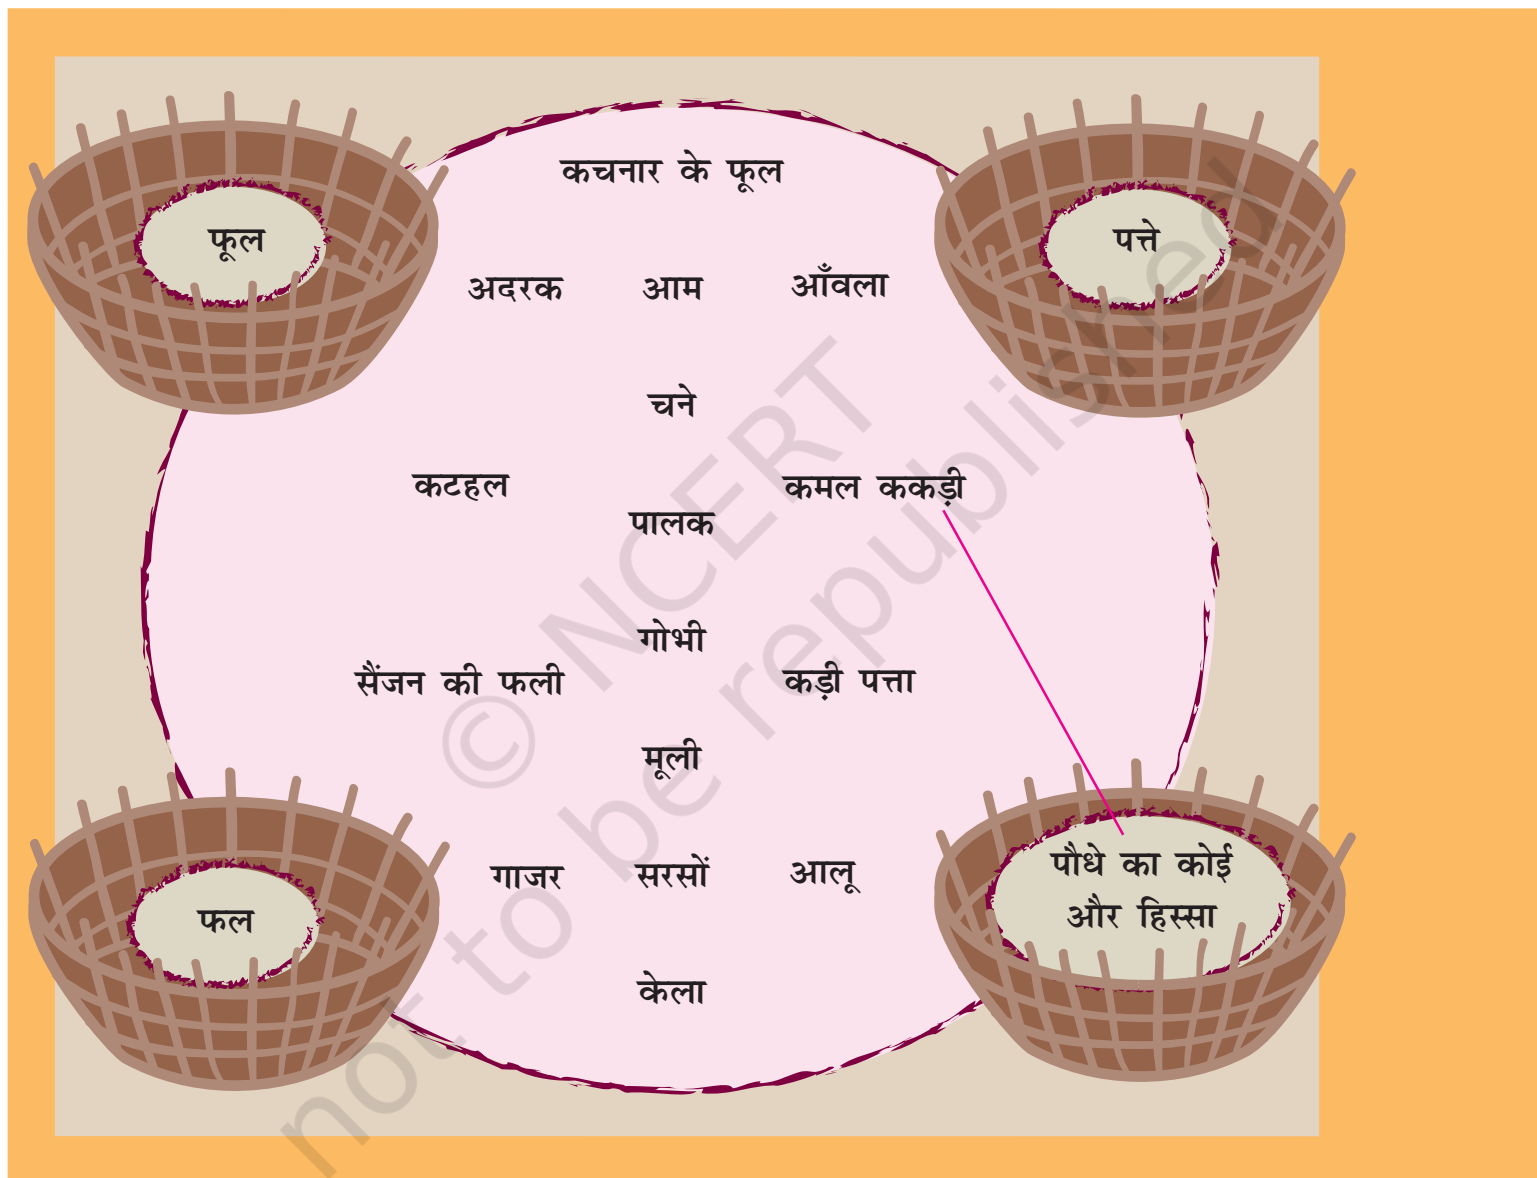 कचनार के फूल
फूल
पत्ते
अदरक आम आँवला
चने
कटहल
कमल ककड़ी
पालक
गोभी
सैंजन की फली
कड़ी पत्ता
मूली
पौधे का कोई
और हिस्सा
गाजर सरसों आलू
फल
केला
© NCERT
not to be republished